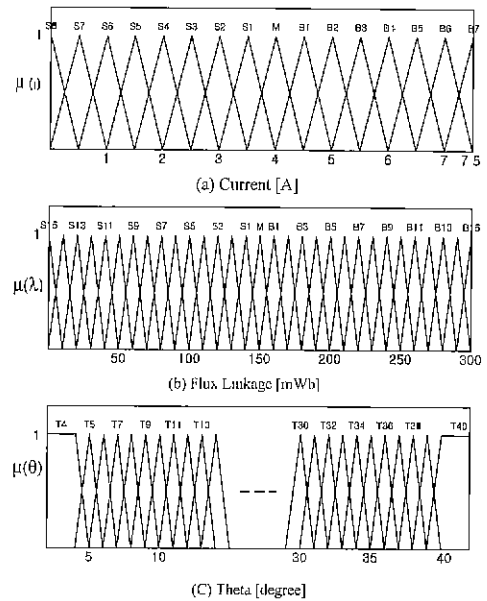 S8 S7 S6 S5 S4 S3 S2 S1 M B1 B2 B3 B4 B5 B6 B7
1
μ (i)
1 2 3 4 5 6 7 7 5
(a) Current [A]
S15 S13 S11 S9 S7 S5 S3 S1 M B1 B3 B5 B7 B9 B11 B13 B15
1
μ(λ)
50 100 150 200 250 300
(b) Flux Linkage [mWb]
T4 T5 T7 T9 T11 T13 T30 T32 T34 T36 T38 T40
1
μ(θ)
5 10 30 35 40
(C) Theta [degree]